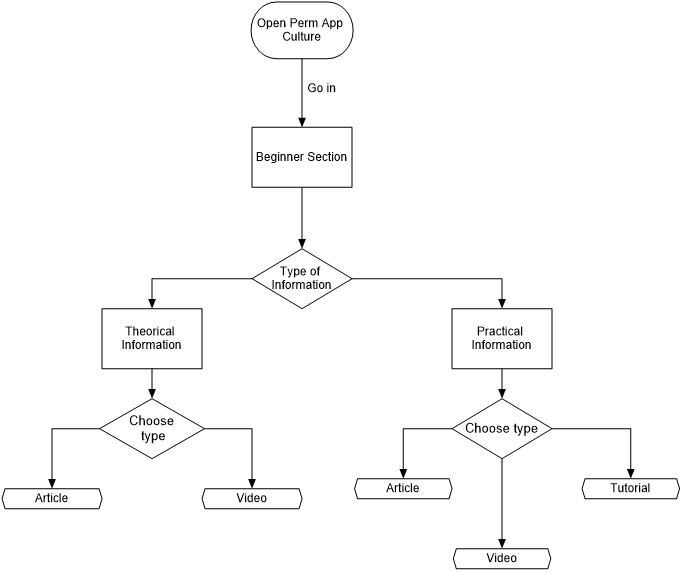 Open Perm App
Culture
Go in
Beginner Section
Type of
Information
Theorical
Information
Practical
Information
Choose
type
Choose type
Article
Video
Article
Tutorial
Video